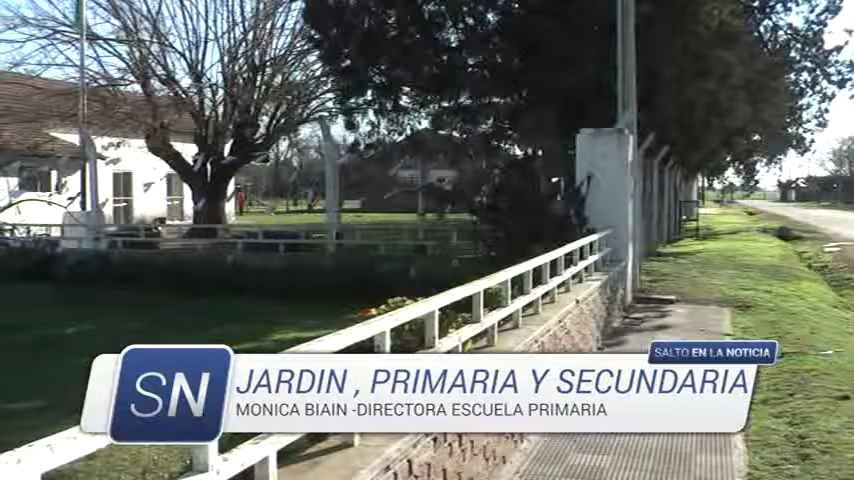 SALTO EN LA NOTICIA
SN
JARDIN , PRIMARIA Y SECUNDARIA
MONICA BIAIN -DIRECTORA ESCUELA PRIMARIA